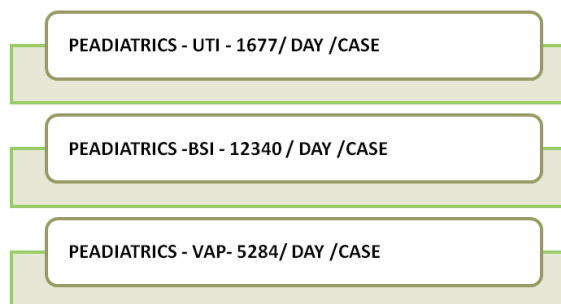 PEADIATRICS - UTI - 1677/ DAY /CASE
PEADIATRICS -BSI - 12340 / DAY /CASE
PEADIATRICS - VAP- 5284/ DAY /CASE